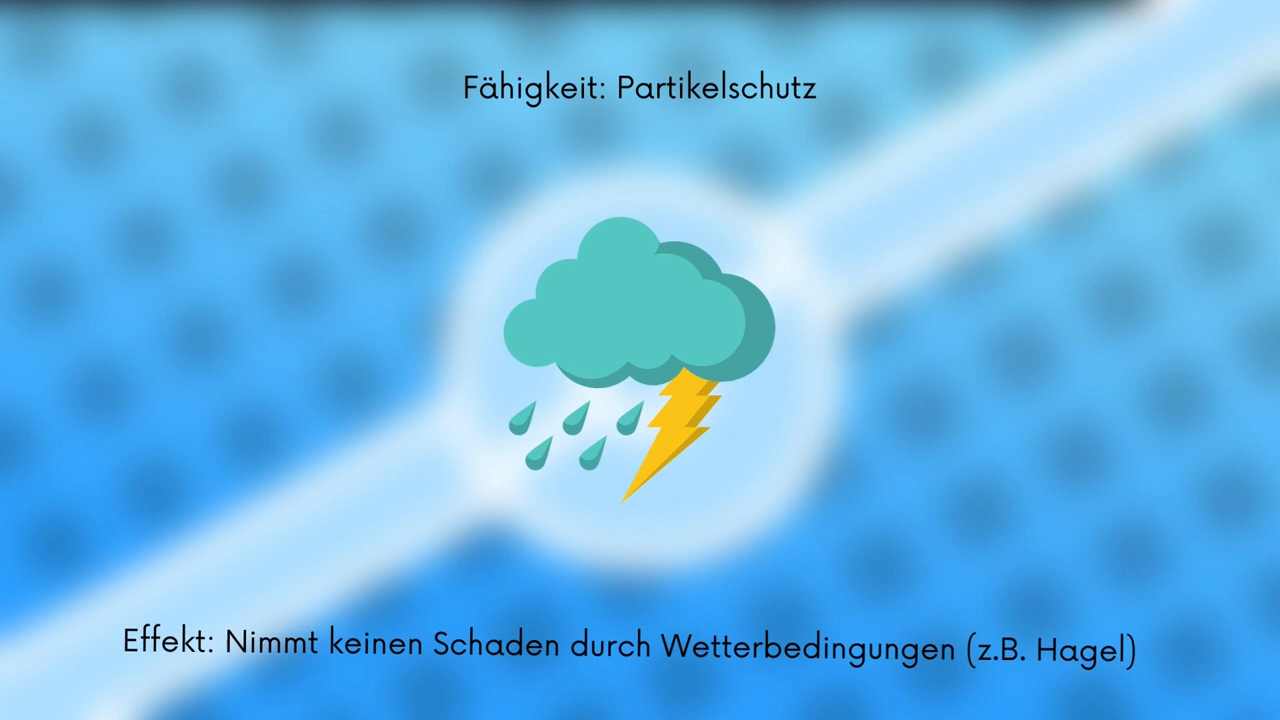 Fähigkeit: Partikelschutz
Effekt: Nimmt keinen Schaden durch Wetterbedingungen (z.B. Hagel)